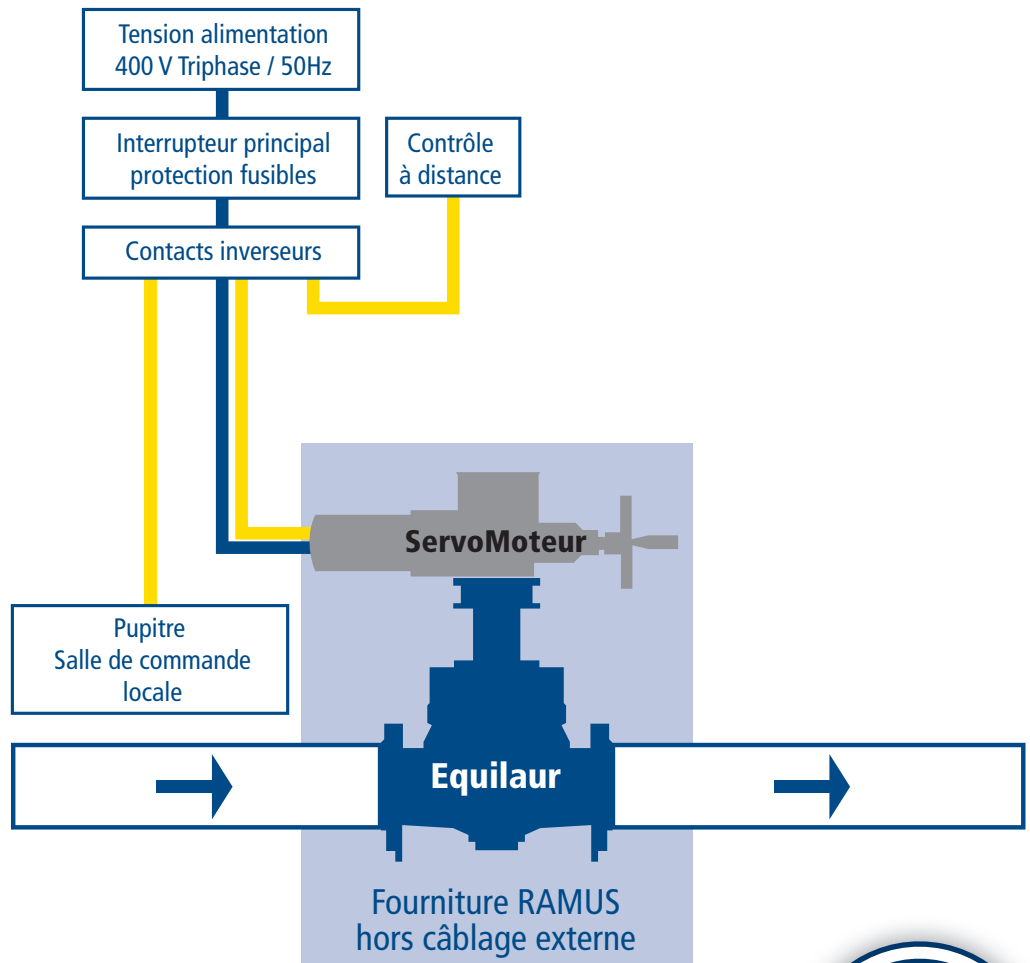 Tension alimentation
400 V Triphase / 50Hz
Interrupteur principal
protection fusibles
Contrôle
à distance
Contacts inverseurs
ServoMoteur
Pupitre
Salle de commande
locale
Equilaur
Fourniture RAMUS
hors câblage externe